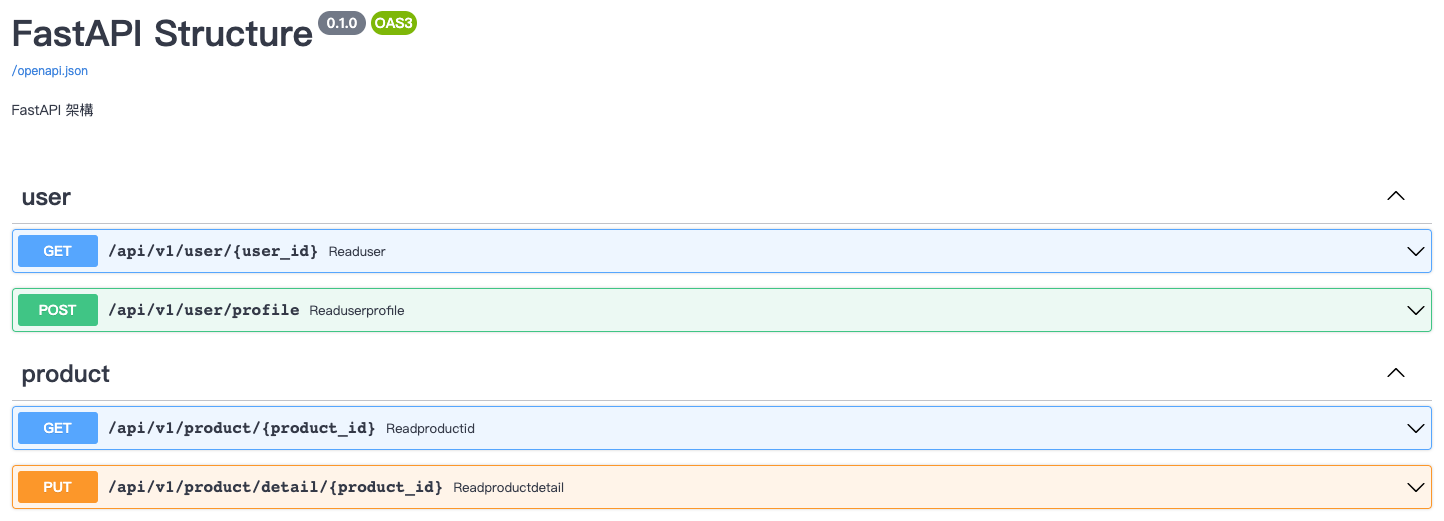 FastAPI Structure 0.1.0 OAS3
/openapi.json
FastAPI 架構
user
GET /api/v1/user/{user_id} Readuser
POST /api/v1/user/profile Readuserprofile
product
GET /api/v1/product/{product_id} Readproductid
PUT /api/v1/product/detail/{product_id} Readproductdetail